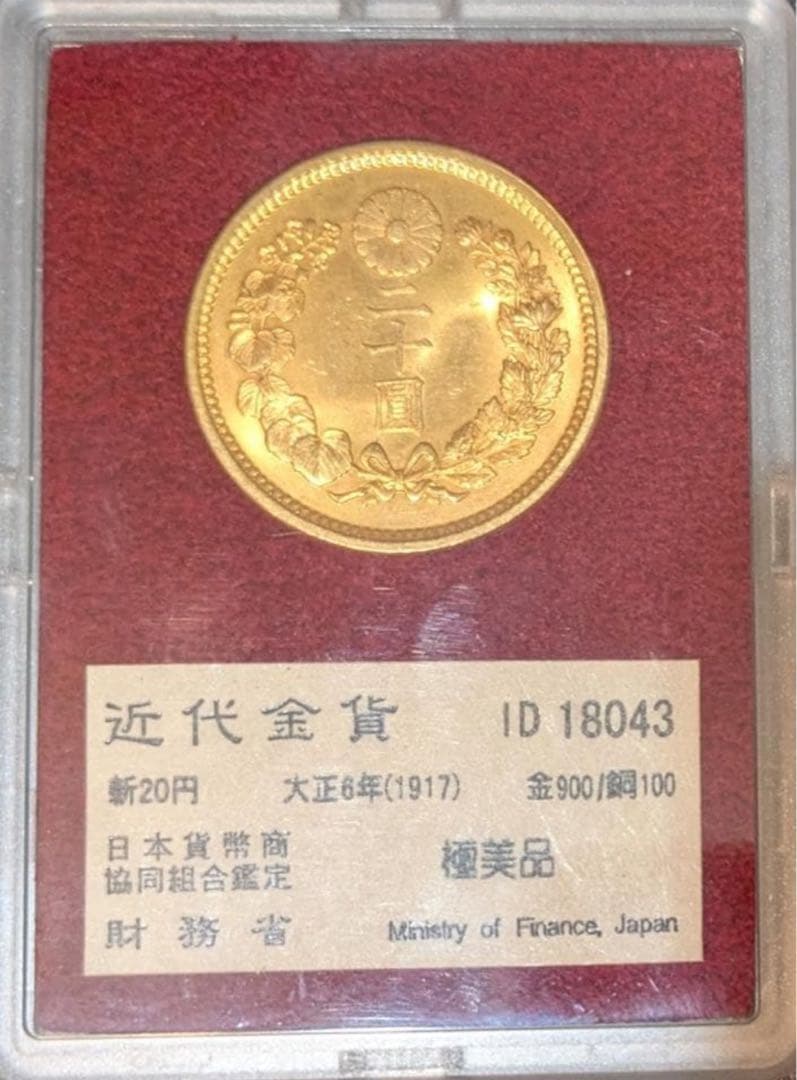 二十圓
近代金貨 ID 18043
新20円 大正6年(1917) 金900/銅100
日本貨幣商
協同組合鑑定
極美品
財務省 Ministry of Finance, Japan